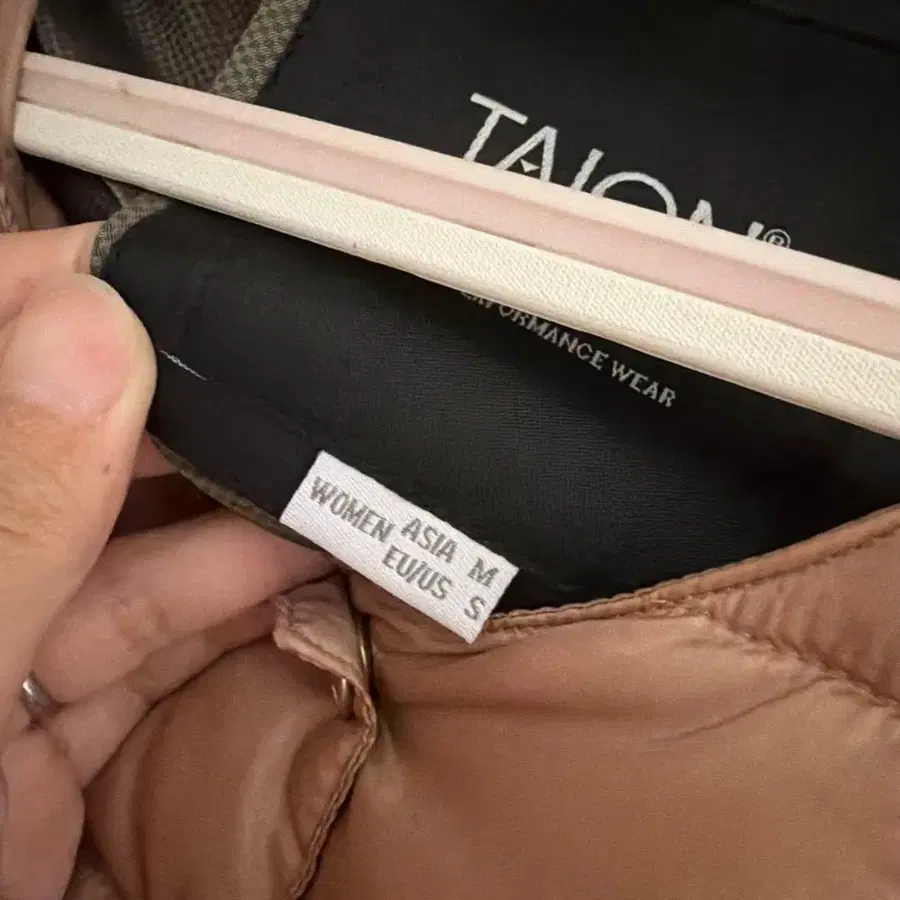 TAION®
PERFORMANCE WEAR
WOMEN ASIA M
EU/US S